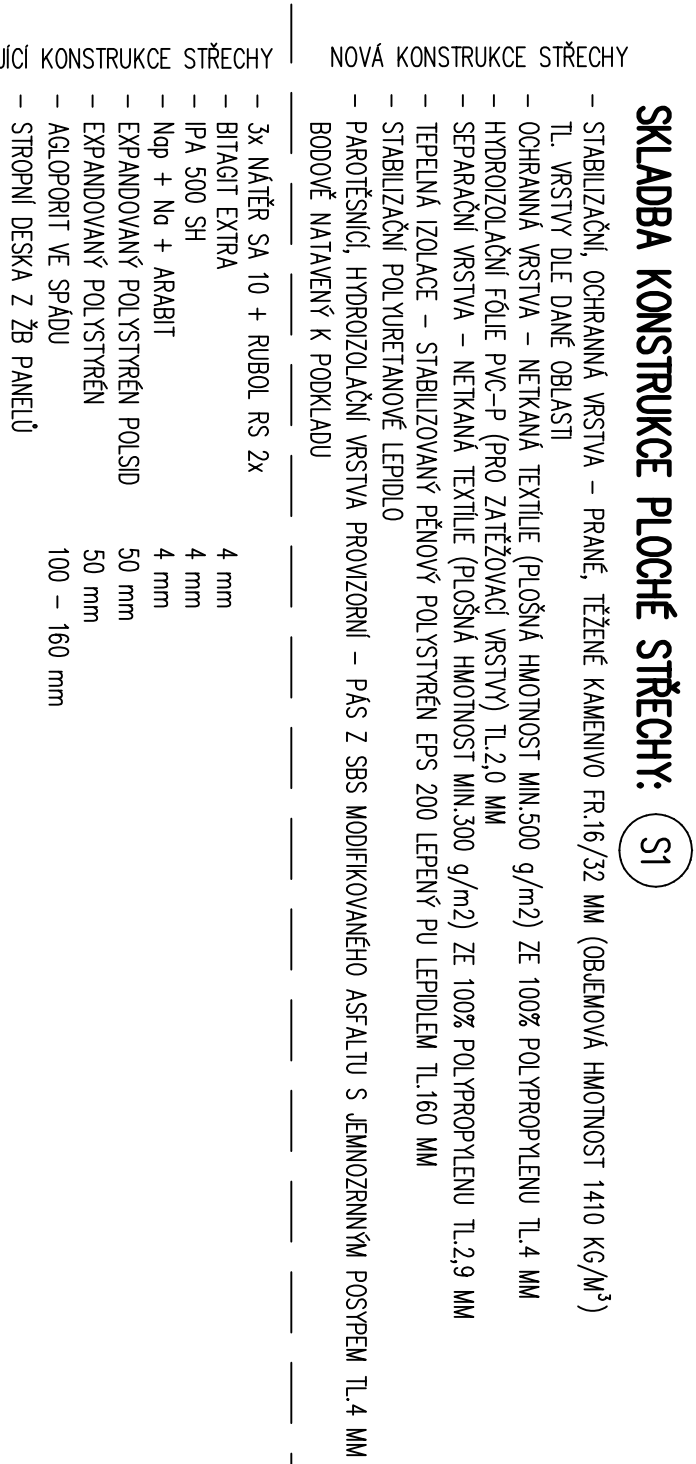 SKLADBA KONSTRUKCE PLOCHÉ STŘECHY: S1
NOVÁ KONSTRUKCE STŘECHY
- STABILIZAČNÍ, OCHRANNÁ VRSTVA - PRANÉ, TĚŽENÉ KAMENIVO FR.16/32 MM (OBJEMOVÁ HMOTNOST 1410 KG/M³)
TL. VRSTVY DLE DANÉ OBLASTI
- OCHRANNÁ VRSTVA - NETKANÁ TEXTÍLIE (PLOŠNÁ HMOTNOST MIN.500 g/m2) ZE 100% POLYPROPYLENU TL.4 MM
- HYDROIZOLAČNÍ FÓLIE PVC-P (PRO ZATĚŽOVACÍ VRSTVY) TL.2,0 MM
- SEPARAČNÍ VRSTVA - NETKANÁ TEXTÍLIE (PLOŠNÁ HMOTNOST MIN.300 g/m2) ZE 100% POLYPROPYLENU TL.2,9 MM
- TEPELNÁ IZOLACE - STABILIZOVANÝ PĚNOVÝ POLYSTYRÉN EPS 200 LEPENÝ PU LEPIDLEM TL.160 MM
- STABILIZAČNÍ POLYURETANOVÉ LEPIDLO
- PAROTĚSNÍCÍ, HYDROIZOLAČNÍ VRSTVA PROVIZORNÍ - PÁS Z SBS MODIFIKOVANÉHO ASFALTU S JEMNOZRNNÝM POSYPEM TL.4 MM
BODOVĚ NATAVENÝ K PODKLADU
JÍCÍ KONSTRUKCE STŘECHY
- 3x NÁTĚR SA 10 + RUBOL RS 2x
- BITAGIT EXTRA 4 mm
- IPA 500 SH 4 mm
- Nap + Na + ARABIT 4 mm
- EXPANDOVANÝ POLYSTYRÉN POLSID 50 mm
- EXPANDOVANÝ POLYSTYRÉN 50 mm
- AGLOPORIT VE SPÁDU 100 - 160 mm
- STROPNÍ DESKA Z ŽB PANELŮ